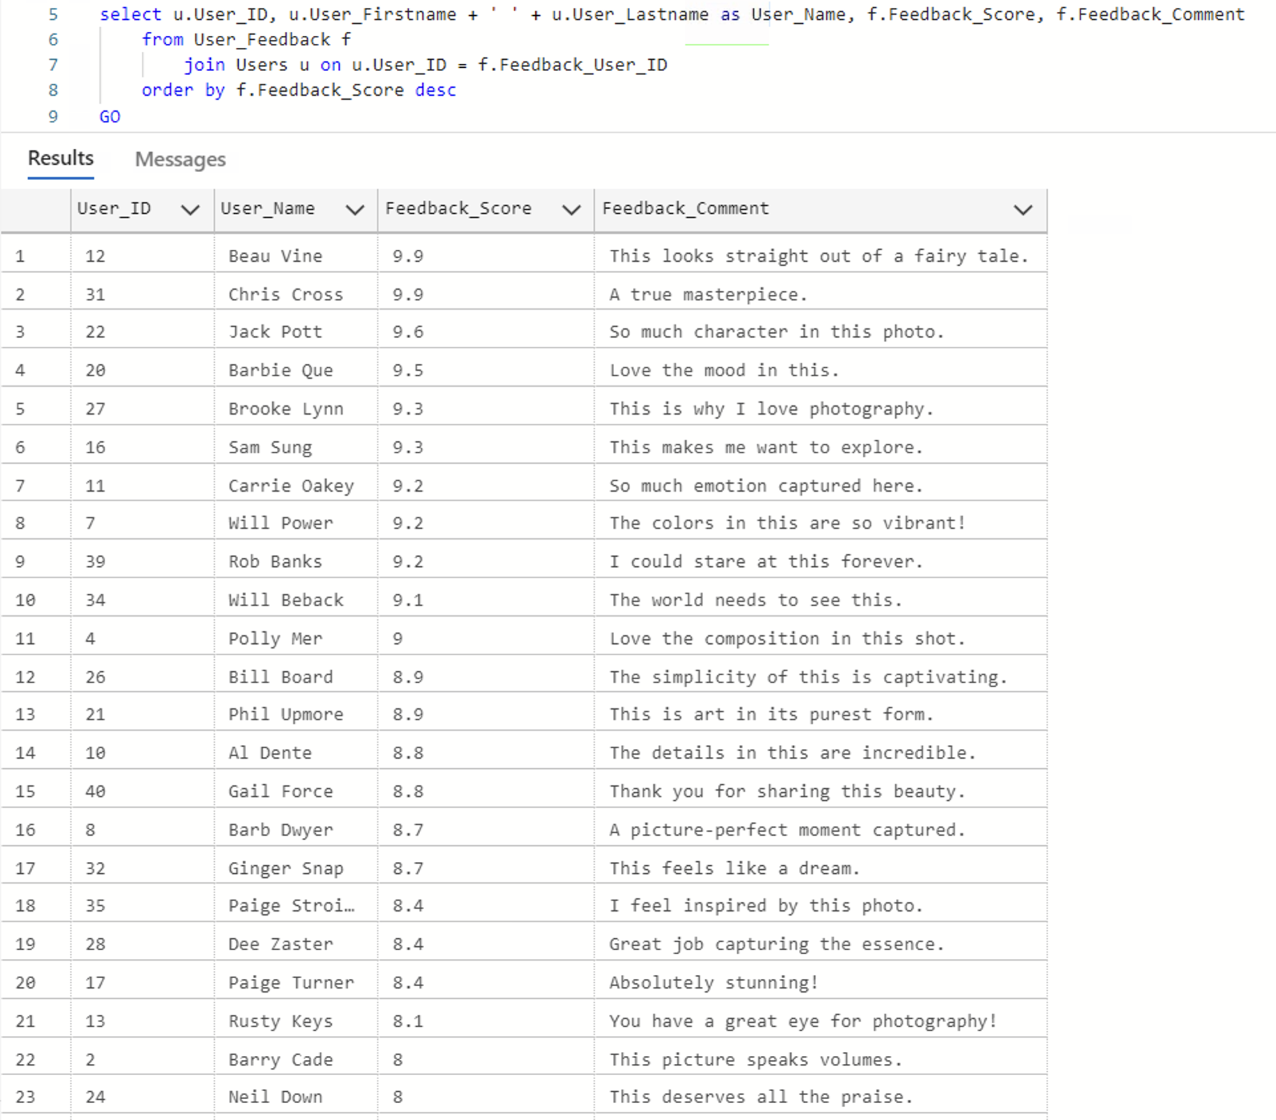 5 select u.User_ID, u.User_Firstname + ' ' + u.User_Lastname as User_Name, f.Feedback_Score, f.Feedback_Comment
6 from User_Feedback f
7 join Users u on u.User_ID = f.Feedback_User_ID
8 order by f.Feedback_Score desc
9 GO
Results Messages
User_ID User_Name Feedback_Score Feedback_Comment
1 12 Beau Vine 9.9 This looks straight out of a fairy tale.
2 31 Chris Cross 9.9 A true masterpiece.
3 22 Jack Pott 9.6 So much character in this photo.
4 20 Barbie Que 9.5 Love the mood in this.
5 27 Brooke Lynn 9.3 This is why I love photography.
6 16 Sam Sung 9.3 This makes me want to explore.
7 11 Carrie Oakey 9.2 So much emotion captured here.
8 7 Will Power 9.2 The colors in this are so vibrant!
9 39 Rob Banks 9.2 I could stare at this forever.
10 34 Will Beback 9.1 The world needs to see this.
11 4 Polly Mer 9 Love the composition in this shot.
12 26 Bill Board 8.9 The simplicity of this is captivating.
13 21 Phil Upmore 8.9 This is art in its purest form.
14 10 Al Dente 8.8 The details in this are incredible.
15 40 Gail Force 8.8 Thank you for sharing this beauty.
16 8 Barb Dwyer 8.7 A picture-perfect moment captured.
17 32 Ginger Snap 8.7 This feels like a dream.
18 35 Paige Stroi… 8.4 I feel inspired by this photo.
19 28 Dee Zaster 8.4 Great job capturing the essence.
20 17 Paige Turner 8.4 Absolutely stunning!
21 13 Rusty Keys 8.1 You have a great eye for photography!
22 2 Barry Cade 8 This picture speaks volumes.
23 24 Neil Down 8 This deserves all the praise.